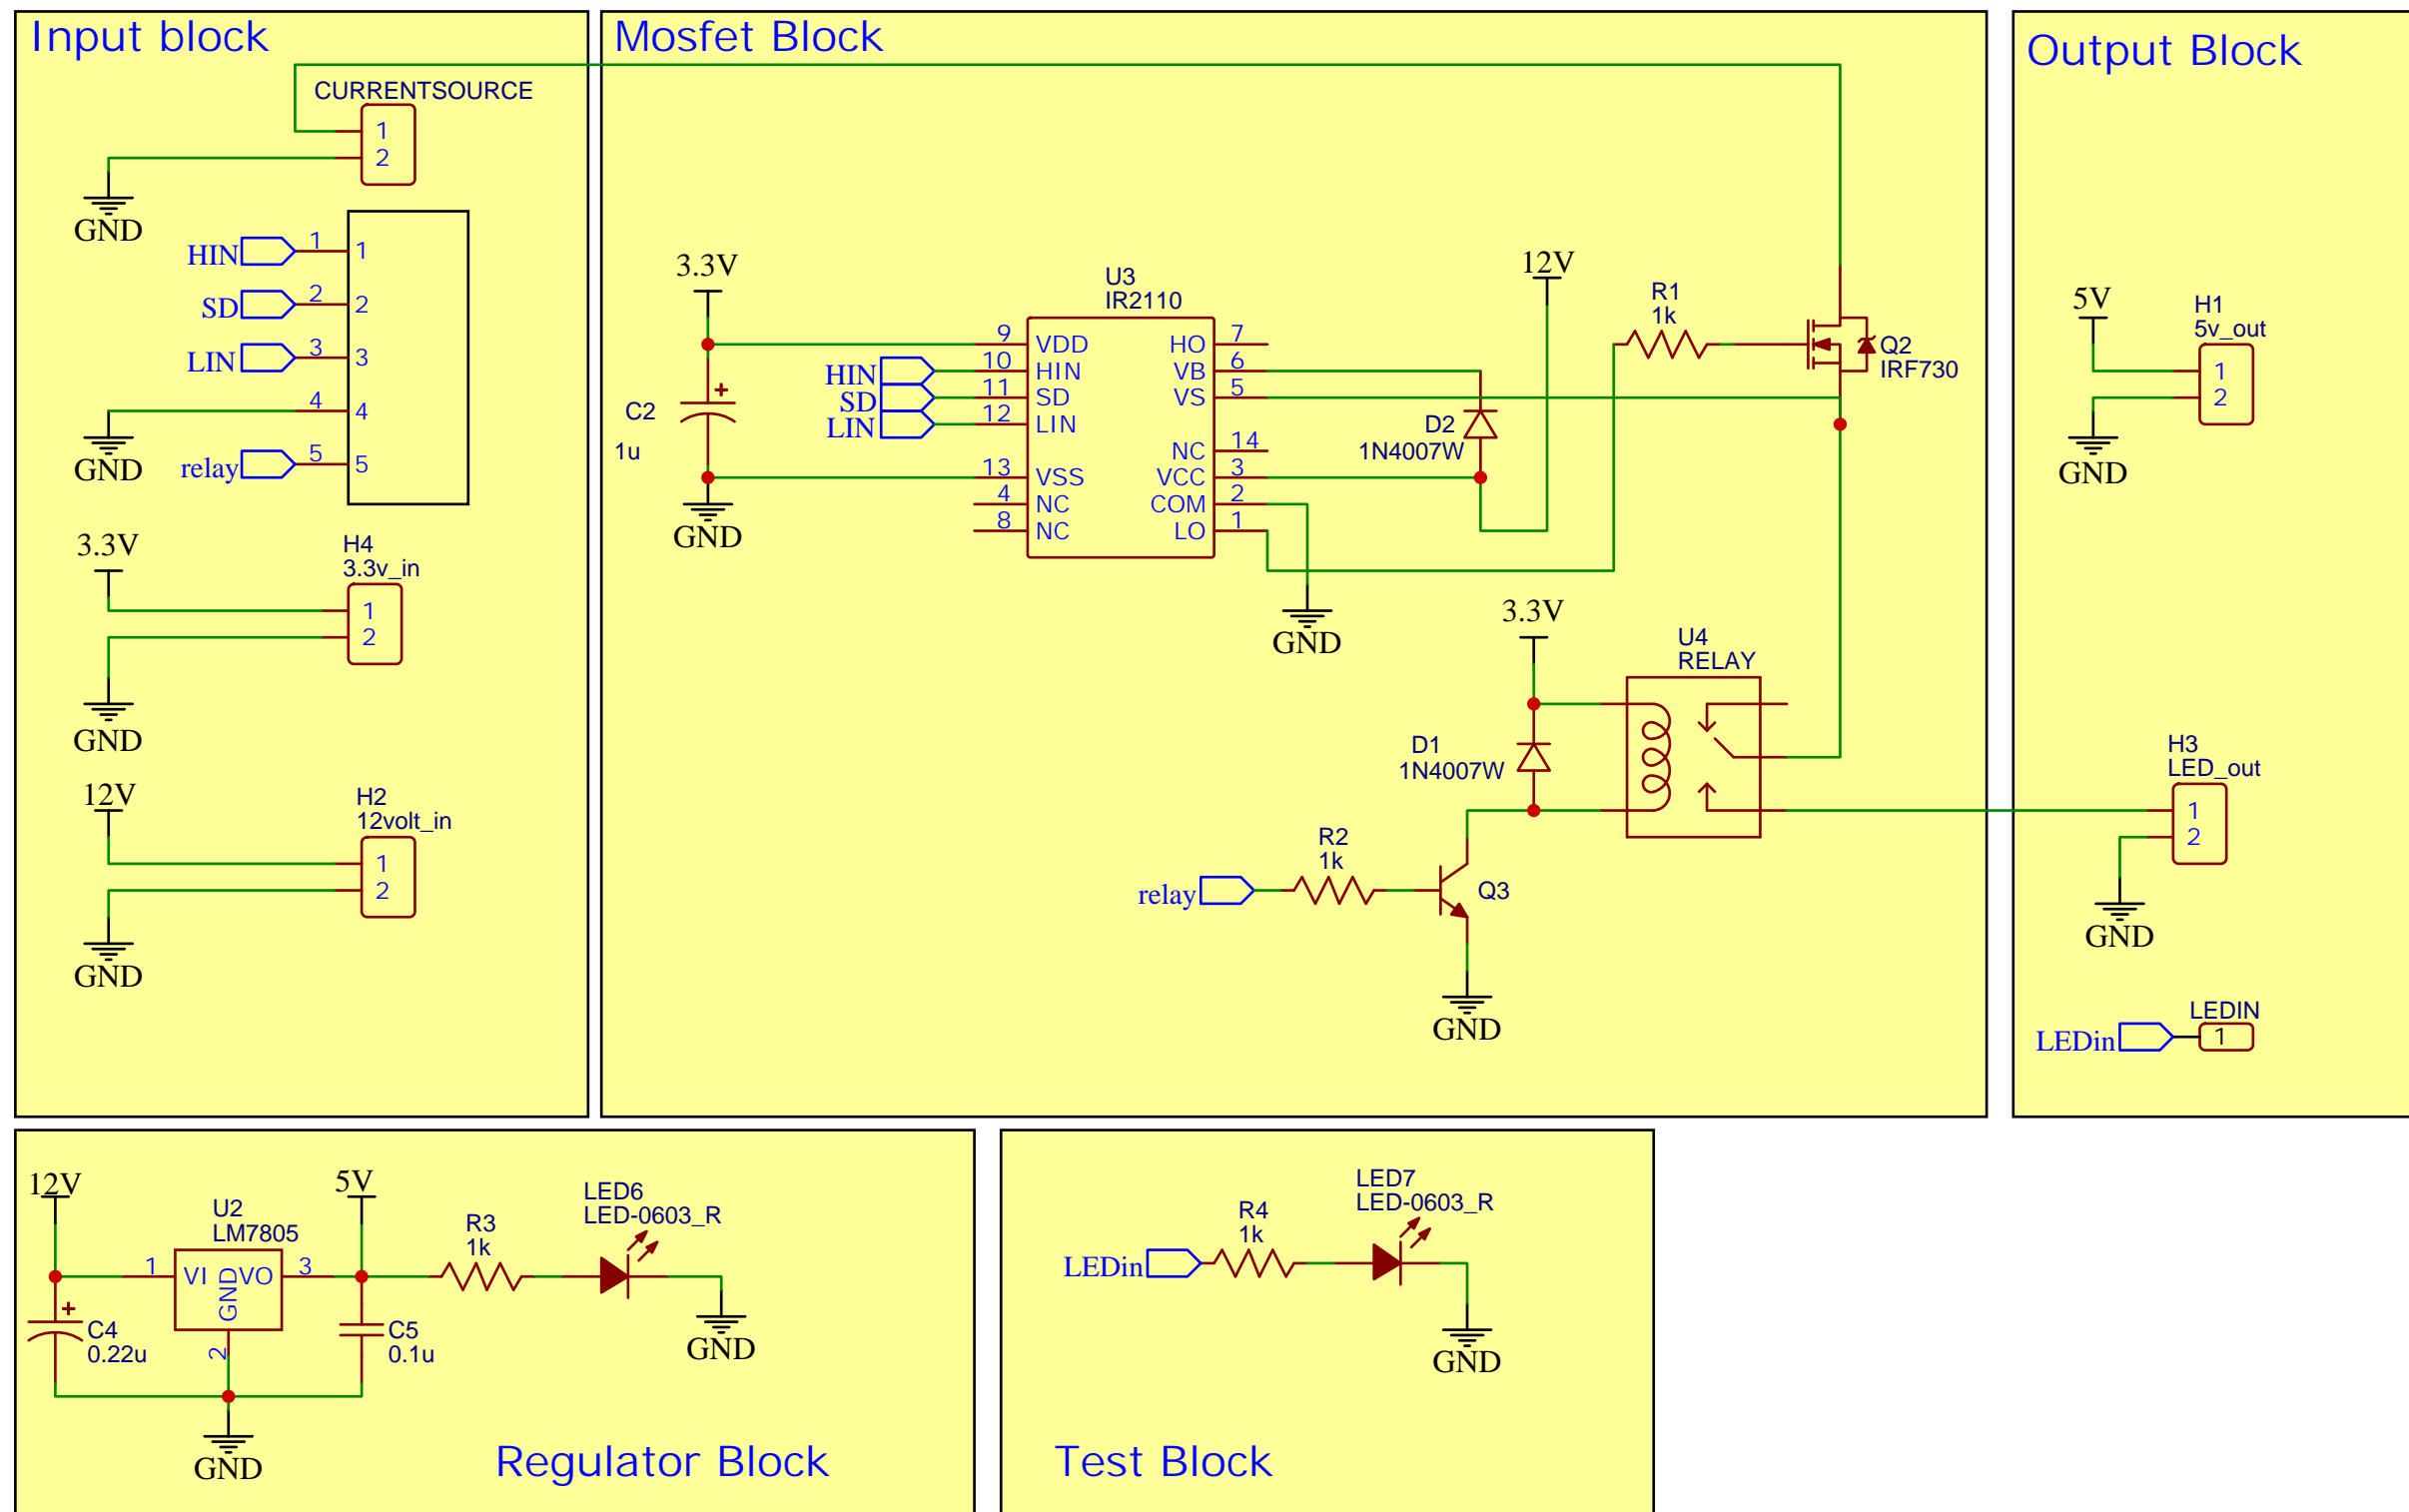 Input block
CURRENTSOURCE
1
2
GND
HIN 1 1
SD 2 2
LIN 3 3
4 4
GND
relay 5 5
3.3V
H4
3.3v_in
1
2
GND
12V
H2
12volt_in
1
2
GND
Mosfet Block
3.3V
C2
1u
GND
U3
IR2110
HIN
SD
LIN
9 VDD
10 HIN
11 SD
12 LIN
13 VSS
4 NC
8 NC
HO 7
VB 6
VS 5
NC 14
VCC 3
COM 2
LO 1
GND
D2
1N4007W
12V
R1
1k
Q2
IRF730
3.3V
U4
RELAY
D1
1N4007W
R2
1k
relay
Q3
GND
Output Block
5V
H1
5v_out
1
2
GND
H3
LED_out
1
2
GND
LEDIN
LEDin 1
12V
U2
LM7805
1 VI GND VO 3
2
C4
0.22u
5V
C5
0.1u
R3
1k
LED6
LED-0603_R
GND
GND
Regulator Block
LEDin
R4
1k
LED7
LED-0603_R
GND
Test Block